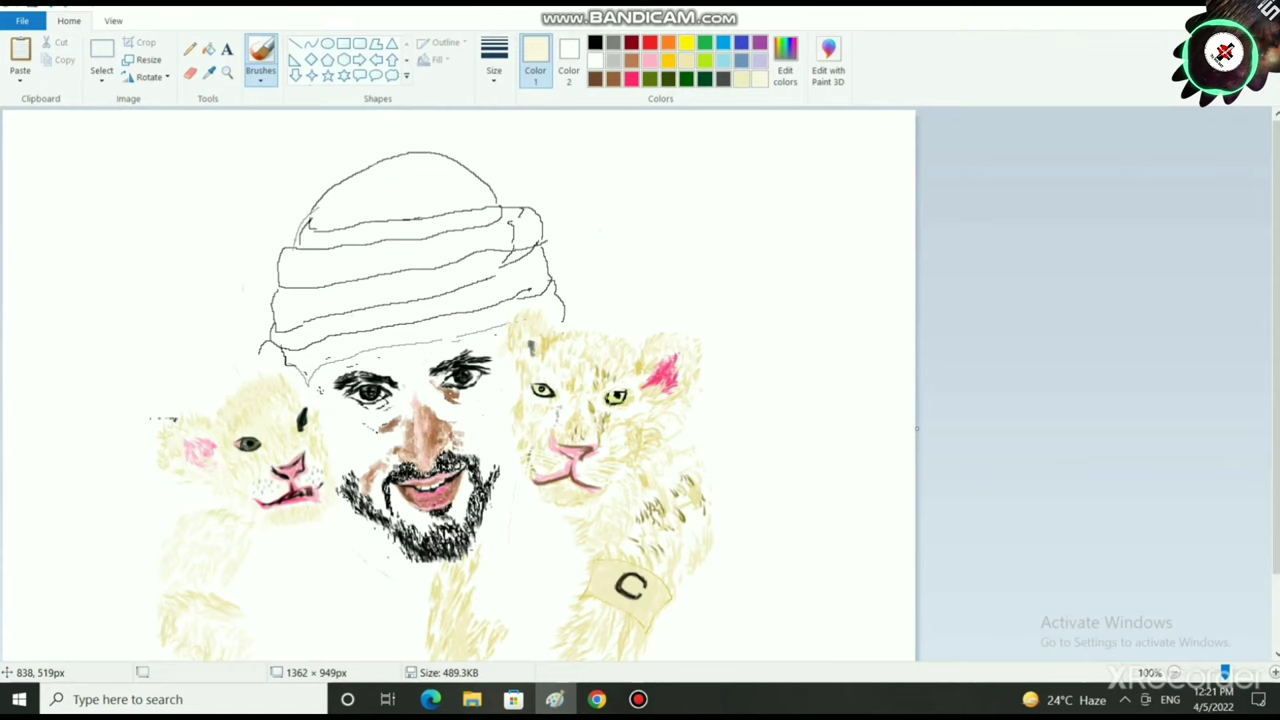 www.BANDICAM.com
File
Home
View
Paste
Cut
Copy
Clipboard
Select
Crop
Resize
Rotate
Image
A
Tools
Brushes
Outline
Fill
Shapes
Size
Color
1
Color
2
Edit
colors
Edit with
Paint 3D
Colors
C
Activate Windows
Go to Settings to activate Windows.
838, 519px
1362 × 949px
Size: 489.3KB
100%
XRecorder
Type here to search
24°C Haze
ENG
12:21 PM
4/5/2022